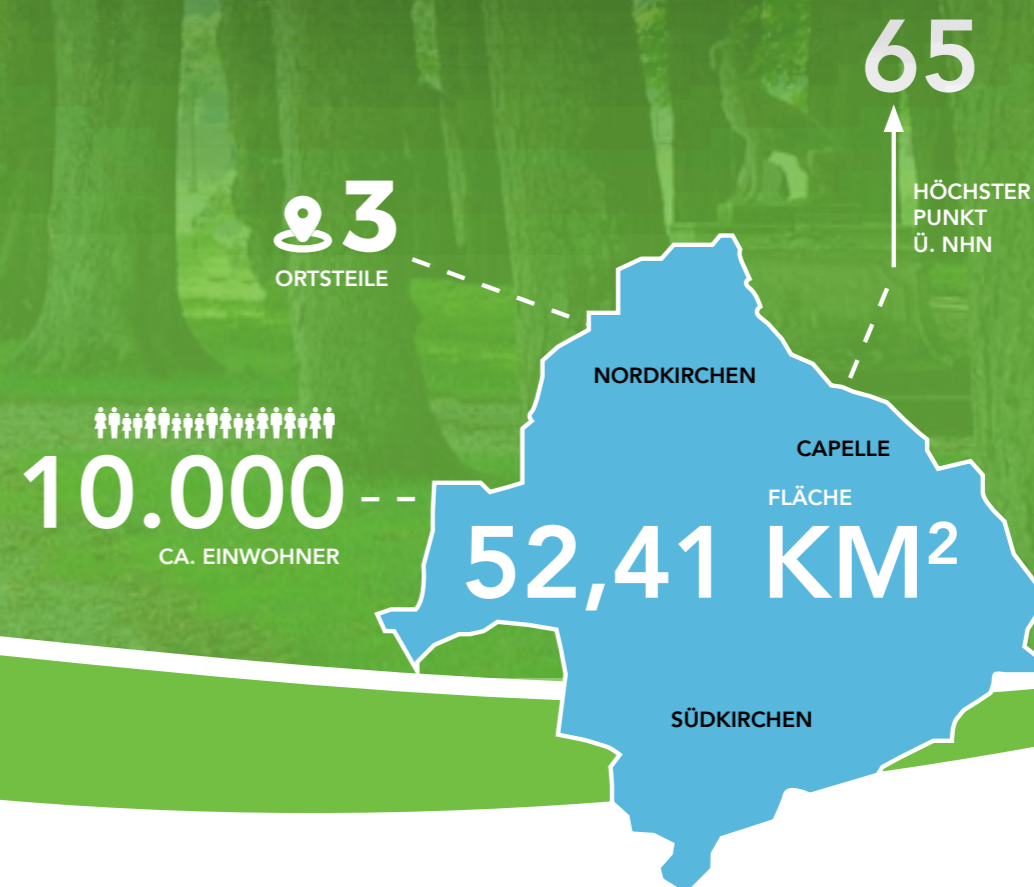 65
HÖCHSTER
PUNKT
Ü. NHN
3
ORTSTEILE
NORDKIRCHEN
CAPELLE
10.000
CA. EINWOHNER
FLÄCHE
52,41 KM²
SÜDKIRCHEN